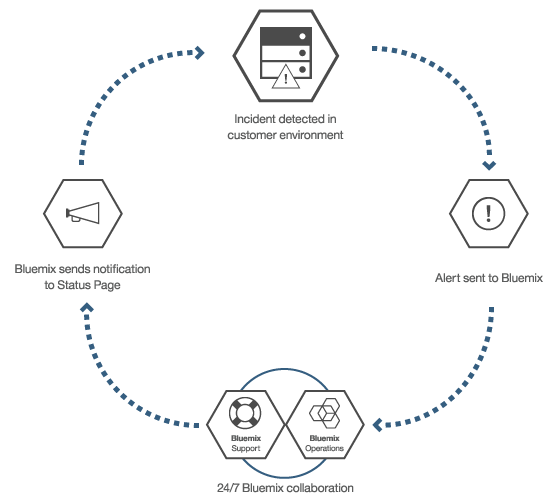 Incident detected in
customer environment
Alert sent to Bluemix
Bluemix
Support
Bluemix
Operations
24/7 Bluemix collaboration
Bluemix sends notification
to Status Page